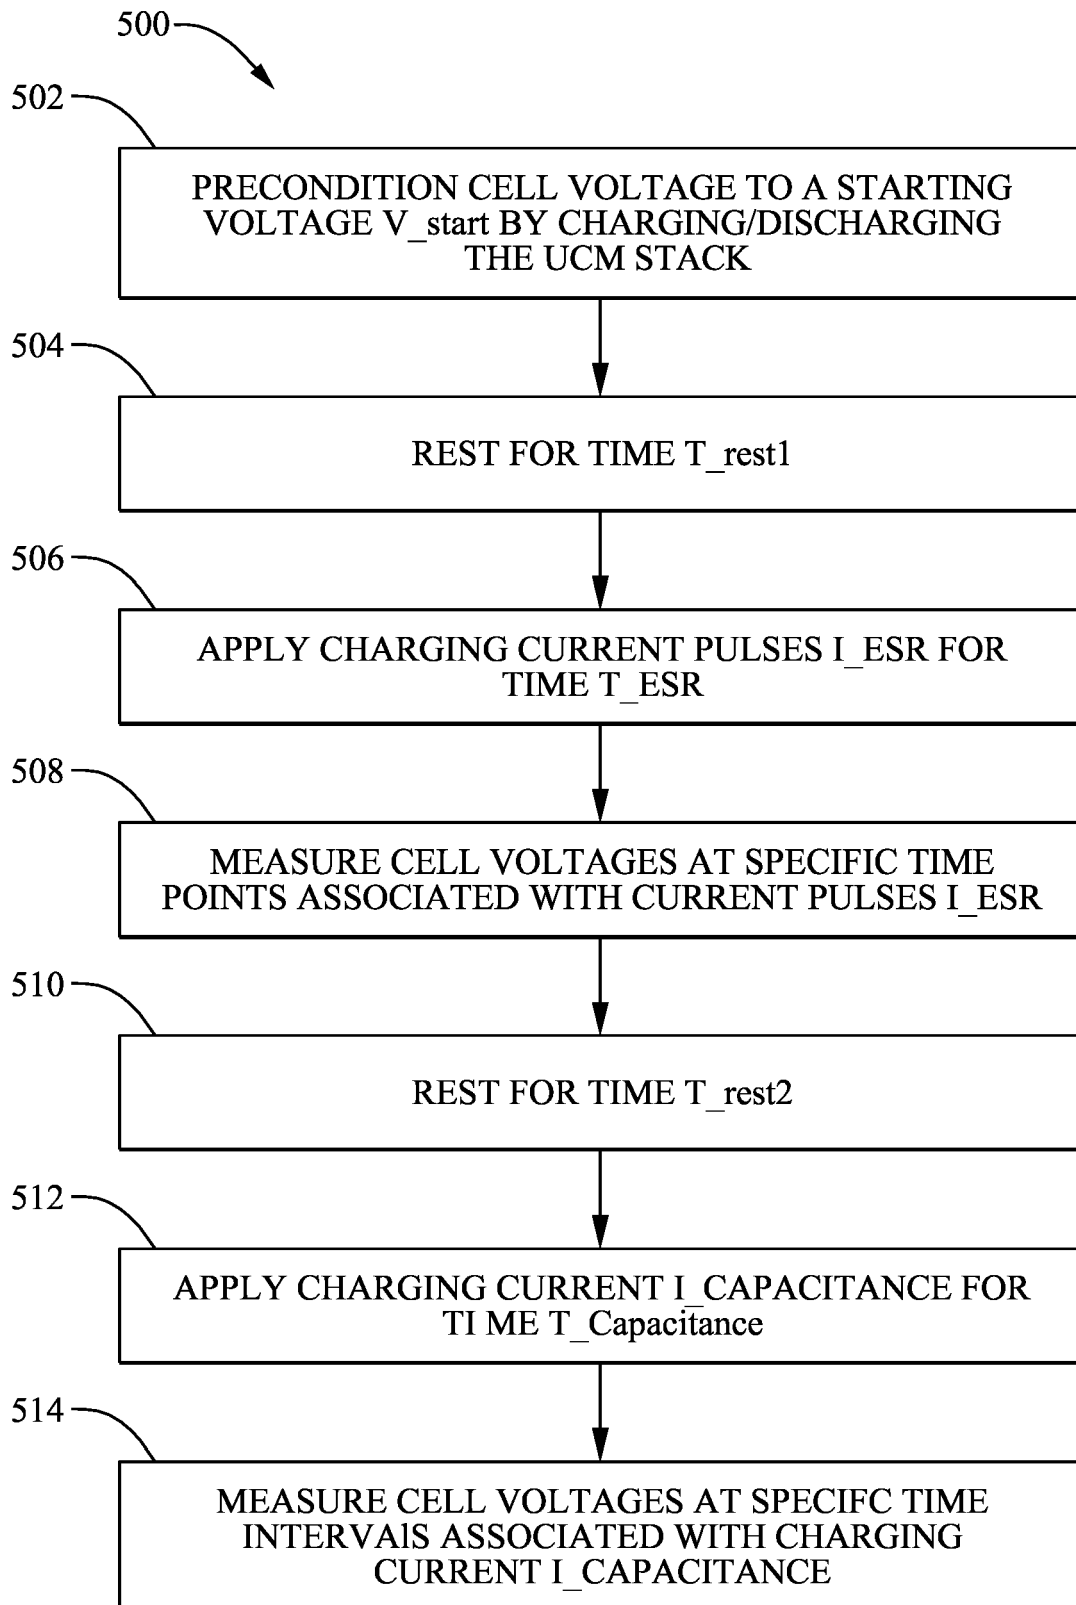 500
502
PRECONDITION CELL VOLTAGE TO A STARTING
VOLTAGE V_start BY CHARGING/DISCHARGING
THE UCM STACK
504
REST FOR TIME T_rest1
506
APPLY CHARGING CURRENT PULSES I_ESR FOR
TIME T_ESR
508
MEASURE CELL VOLTAGES AT SPECIFIC TIME
POINTS ASSOCIATED WITH CURRENT PULSES I_ESR
510
REST FOR TIME T_rest2
512
APPLY CHARGING CURRENT I_CAPACITANCE FOR
TI ME T_Capacitance
514
MEASURE CELL VOLTAGES AT SPECIFC TIME
INTERVAlS ASSOCIATED WITH CHARGING
CURRENT I_CAPACITANCE